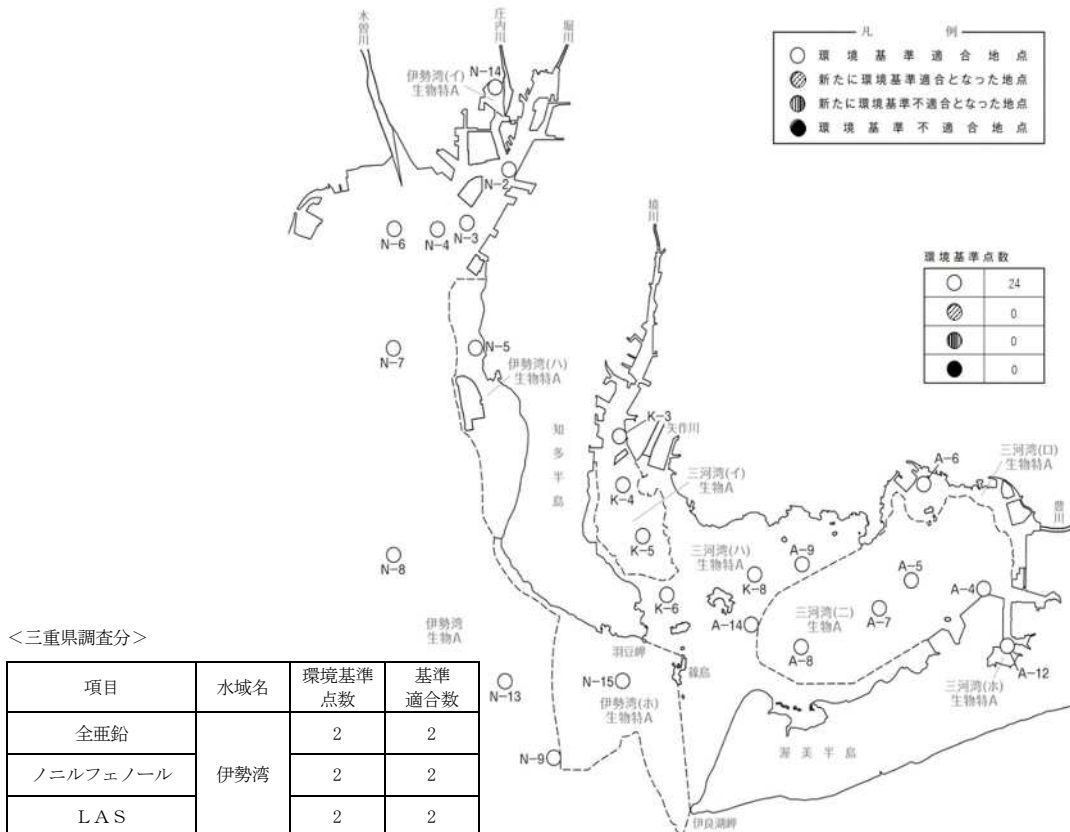 木曽川
庄内川
堀川
伊勢湾(イ)
生物特A
N-14
N-2
N-6
N-4
N-3
N-7
N-5
伊勢湾(ハ)
生物特A
知多半島
境川
K-3
矢作川
K-4
三河湾(イ)
生物A
K-5
N-8
K-6
三河湾(ハ)
生物特A
K-8
A-9
A-14
A-6
三河湾(ロ)
生物特A
豊川
A-5
A-4
三河湾(ニ)
生物A
A-7
A-8
A-12
三河湾(ホ)
生物特A
伊勢湾
生物A
羽豆岬
篠島
N-13
N-15
伊勢湾(ホ)
生物特A
N-9
渥美半島
伊良湖岬
凡 例
環境基準適合地点
新たに環境基準適合となった地点
新たに環境基準不適合となった地点
環境基準不適合地点
環境基準点数
24
0
0
0
<三重県調査分>
項目 水域名 環境基準 基準
点数 適合数
全亜鉛 2 2
ノニルフェノール 伊勢湾 2 2
LAS 2 2